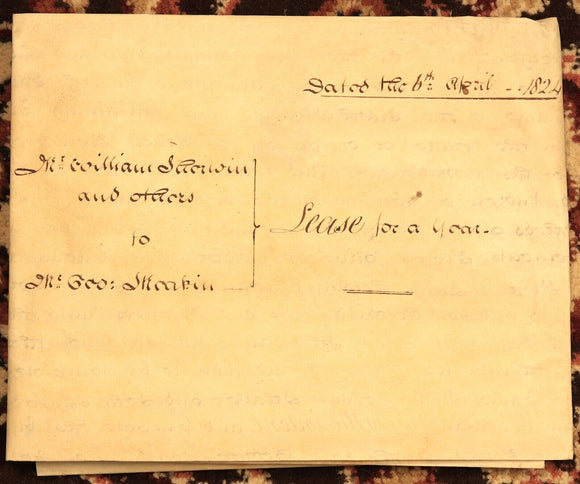 Dated the 6th April - 1824
Mr. William Sherwin
and others
to
Mr. Geo: Meakin
Lease for a Year